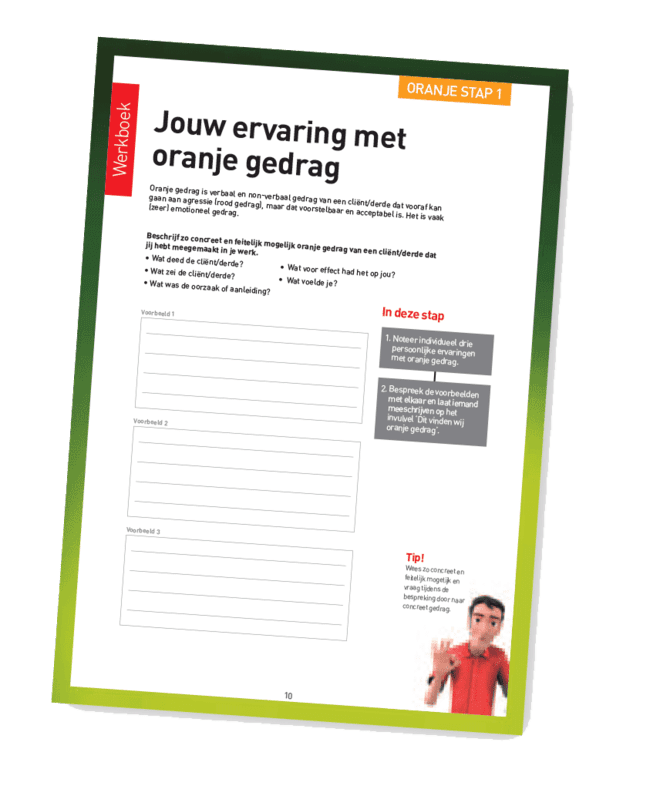 ORANJE STAP 1
Werkboek
Jouw ervaring met
oranje gedrag
Oranje gedrag is verbaal en non-verbaal gedrag van een cliënt/derde dat vooraf kan
gaan aan agressie (rood gedrag), maar dat voorstelbaar en acceptabel is. Het is vaak
(zeer) emotioneel gedrag.
Beschrijf zo concreet en feitelijk mogelijk oranje gedrag van een cliënt/derde dat
jij hebt meegemaakt in je werk.
• Wat deed de cliënt/derde?
• Wat zei de cliënt/derde?
• Wat was de oorzaak of aanleiding?
• Wat voor effect had het op jou?
• Wat voelde je?
Voorbeeld 1
Voorbeeld 2
Voorbeeld 3
In deze stap
1. Noteer individueel drie
persoonlijke ervaringen
met oranje gedrag.
2. Bespreek de voorbeelden
met elkaar en laat iemand
meeschrijven op het
invulvel 'Dit vinden wij
oranje gedrag'.
Tip!
Wees zo concreet en
feitelijk mogelijk en
vraag tijdens de
bespreking door naar
concreet gedrag.
10